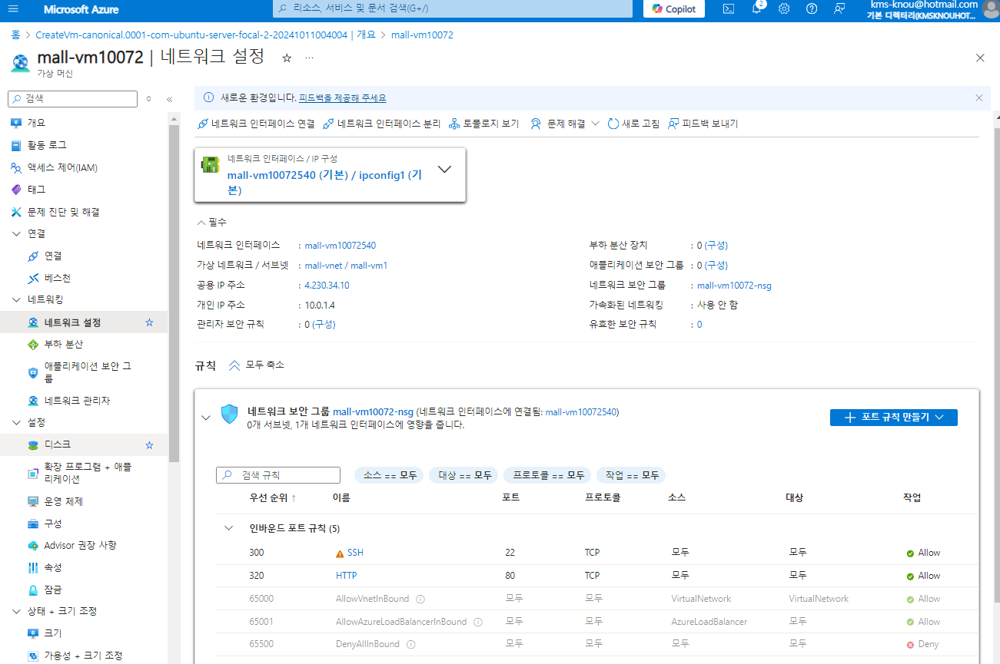 Microsoft Azure
리소스, 서비스 및 문서 검색(G+/)
Copilot
2
kms-knou@hotmail.com
기본 디렉터리(KMSKNOUHOT...
홈 > CreateVm-canonical.0001-com-ubuntu-server-focal-2-20241011004004 | 개요 > mall-vm10072
mall-vm10072 | 네트워크 설정
가상 머신
검색
개요
활동 로그
액세스 제어(IAM)
태그
문제 진단 및 해결
연결
연결
베스천
네트워킹
네트워크 설정
부하 분산
애플리케이션 보안 그
룹
네트워크 관리자
설정
디스크
확장 프로그램 + 애플
리케이션
운영 체제
구성
Advisor 권장 사항
속성
잠금
상태 + 크기 조정
크기
가용성 + 크기 조정
새로운 환경입니다. 피드백을 제공해 주세요
네트워크 인터페이스 연결 네트워크 인터페이스 분리 토폴로지 보기 문제 해결 새로 고침 피드백 보내기
네트워크 인터페이스 / IP 구성
mall-vm10072540 (기본) / ipconfig1 (기
본)
필수
네트워크 인터페이스 : mall-vm10072540
가상 네트워크 / 서브넷 : mall-vnet / mall-vm1
공용 IP 주소 : 4.230.34.10
개인 IP 주소 : 10.0.1.4
관리자 보안 규칙 : 0 (구성)
부하 분산 장치 : 0 (구성)
애플리케이션 보안 그룹 : 0 (구성)
네트워크 보안 그룹 : mall-vm10072-nsg
가속화된 네트워킹 : 사용 안 함
유효한 보안 규칙 : 0
규칙 모두 축소
네트워크 보안 그룹 mall-vm10072-nsg (네트워크 인터페이스에 연결됨: mall-vm10072540)
0개 서브넷, 1개 네트워크 인터페이스에 영향을 줍니다.
포트 규칙 만들기
검색 규칙 소스 == 모두 대상 == 모두 프로토콜 == 모두 작업 == 모두
우선 순위 ↑ 이름 포트 프로토콜 소스 대상 작업
인바운드 포트 규칙 (5)
300 SSH 22 TCP 모두 모두 Allow
320 HTTP 80 TCP 모두 모두 Allow
65000 AllowVnetInBound 모두 모두 VirtualNetwork VirtualNetwork Allow
65001 AllowAzureLoadBalancerInBound 모두 모두 AzureLoadBalancer 모두 Allow
65500 DenyAllInBound 모두 모두 모두 모두 Deny